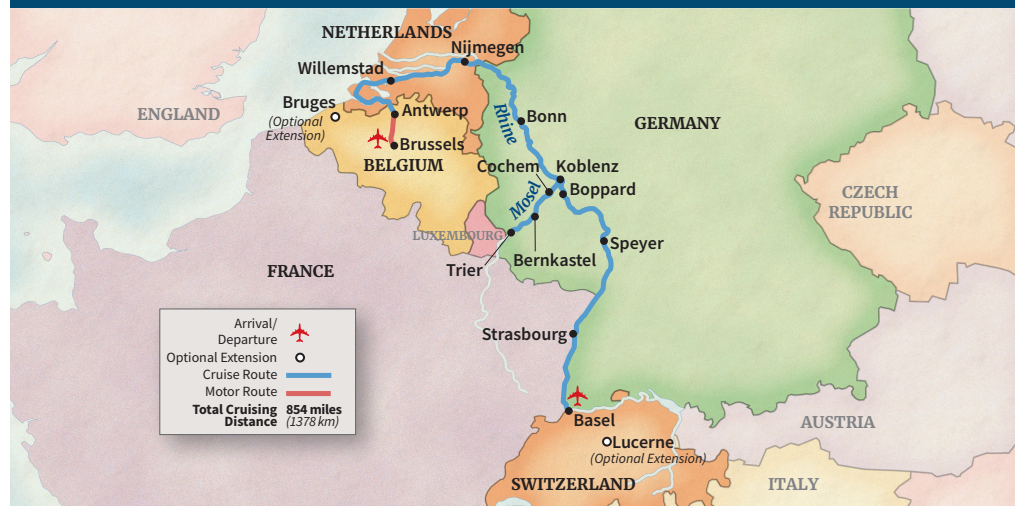 NETHERLANDS
Nijmegen
Willemstad
Bruges
(Optional
Extension)
ENGLAND
Antwerp
Rhine
Bonn
GERMANY
Brussels
BELGIUM
Cochem
Koblenz
Mosel
Boppard
CZECH
REPUBLIC
LUXEMBOURG
Speyer
Trier
Bernkastel
FRANCE
Strasbourg
Arrival/
Departure
Optional Extension
Cruise Route
Motor Route
Total Cruising 854 miles
Distance (1378 km)
Basel
AUSTRIA
Lucerne
(Optional Extension)
SWITZERLAND
ITALY